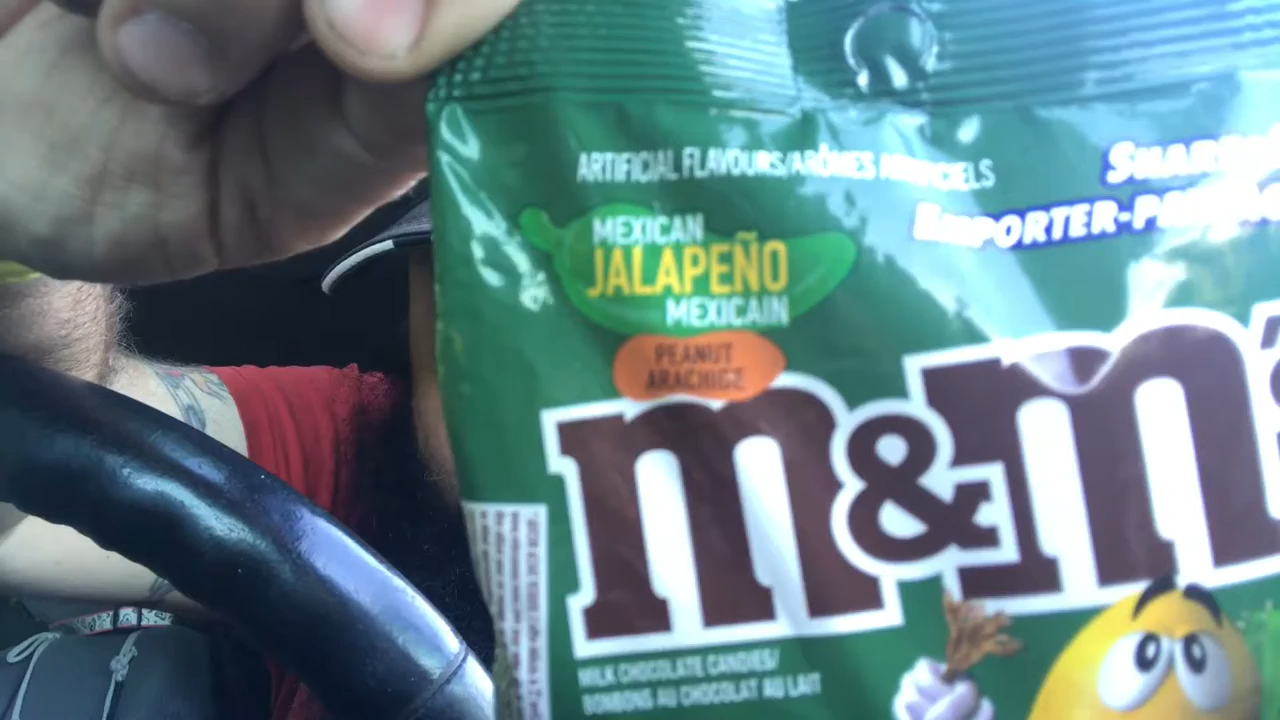 ARTIFICIAL FLAVOURS/ARÔMES ARTIFICIELS
MEXICAN
JALAPEÑO
MEXICAIN
PEANUT
ARACHIDE
m&m's
MILK CHOCOLATE CANDIES/
BONBONS AU CHOCOLAT AU LAIT